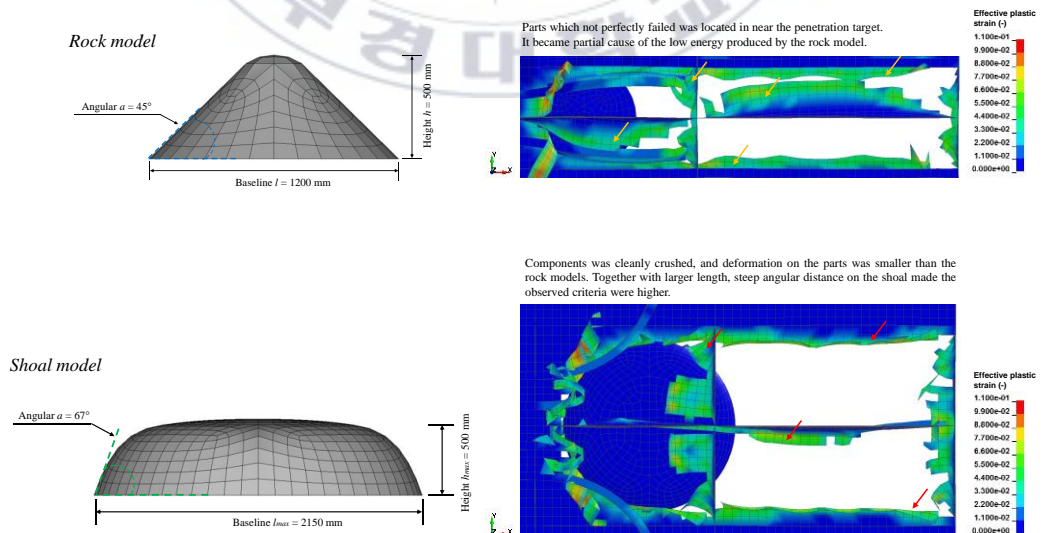 경대학교
Parts which not perfectly failed was located in near the penetration target.
It became partial cause of the low energy produced by the rock model.
Rock model
Angular a = 45°
Height h = 500 mm
Baseline l = 1200 mm
Y
Z
X
Effective plastic
strain (-)
1.100e-01
9.900e-02
8.800e-02
7.700e-02
6.600e-02
5.500e-02
4.400e-02
3.300e-02
2.200e-02
1.100e-02
0.000e+00
Components was cleanly crushed, and deformation on the parts was smaller than the
rock models. Together with larger length, steep angular distance on the shoal made the
observed criteria were higher.
Shoal model
Angular a = 67°
Height hmax = 500 mm
Baseline lmax = 2150 mm
Y
Z
X
Effective plastic
strain (-)
1.100e-01
9.900e-02
8.800e-02
7.700e-02
6.600e-02
5.500e-02
4.400e-02
3.300e-02
2.200e-02
1.100e-02
0.000e+00